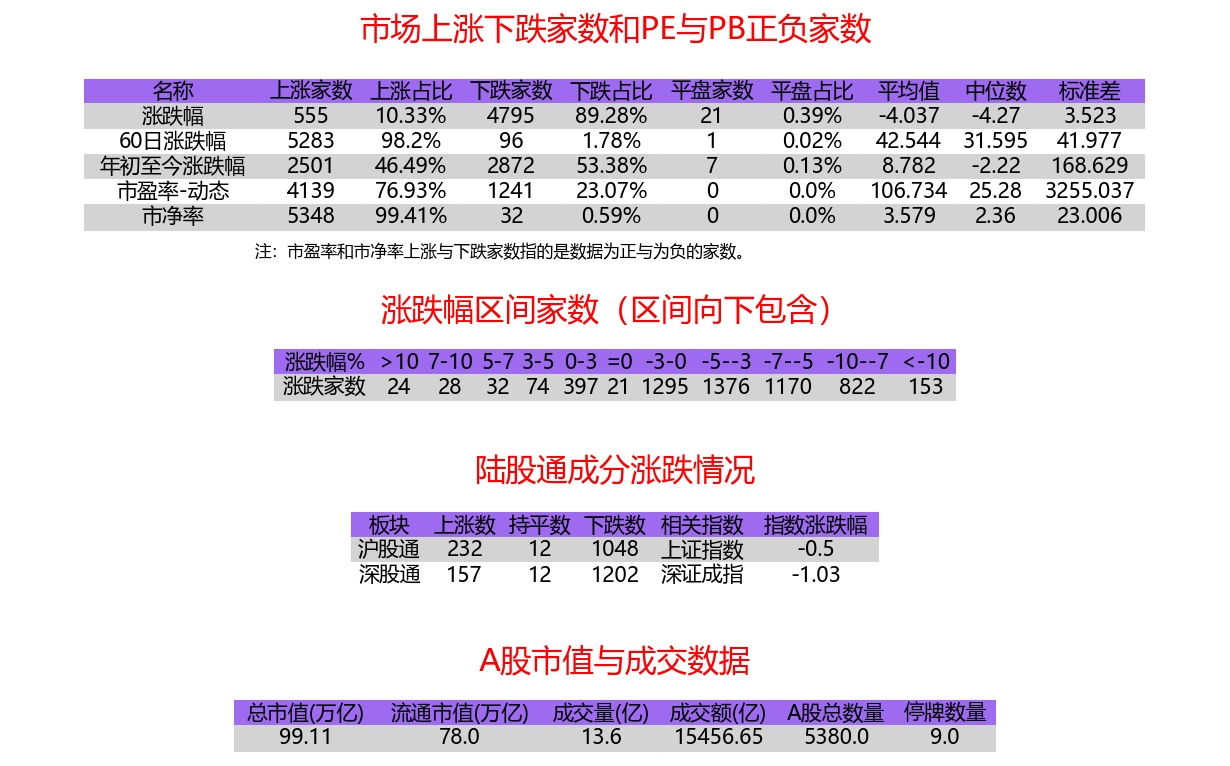 市场上涨下跌家数和PE与PB正负家数
名称 上涨家数 上涨占比 下跌家数 下跌占比 平盘家数 平盘占比 平均值 中位数 标准差
涨跌幅 555 10.33% 4795 89.28% 21 0.39% -4.037 -4.27 3.523
60日涨跌幅 5283 98.2% 96 1.78% 1 0.02% 42.544 31.595 41.977
年初至今涨跌幅 2501 46.49% 2872 53.38% 7 0.13% 8.782 -2.22 168.629
市盈率-动态 4139 76.93% 1241 23.07% 0 0.0% 106.734 25.28 3255.037
市净率 5348 99.41% 32 0.59% 0 0.0% 3.579 2.36 23.006
注：市盈率和市净率上涨与下跌家数指的是数据为正与为负的家数。
涨跌幅区间家数（区间向下包含）
涨跌幅% >10 7-10 5-7 3-5 0-3 =0 -3-0 -5--3 -7--5 -10--7 <-10
涨跌家数 24 28 32 74 397 21 1295 1376 1170 822 153
陆股通成分涨跌情况
板块 上涨数 持平数 下跌数 相关指数 指数涨跌幅
沪股通 232 12 1048 上证指数 -0.5
深股通 157 12 1202 深证成指 -1.03
A股市值与成交数据
总市值(万亿) 流通市值(万亿) 成交量(亿) 成交额(亿) A股总数量 停牌数量
99.11 78.0 13.6 15456.65 5380.0 9.0